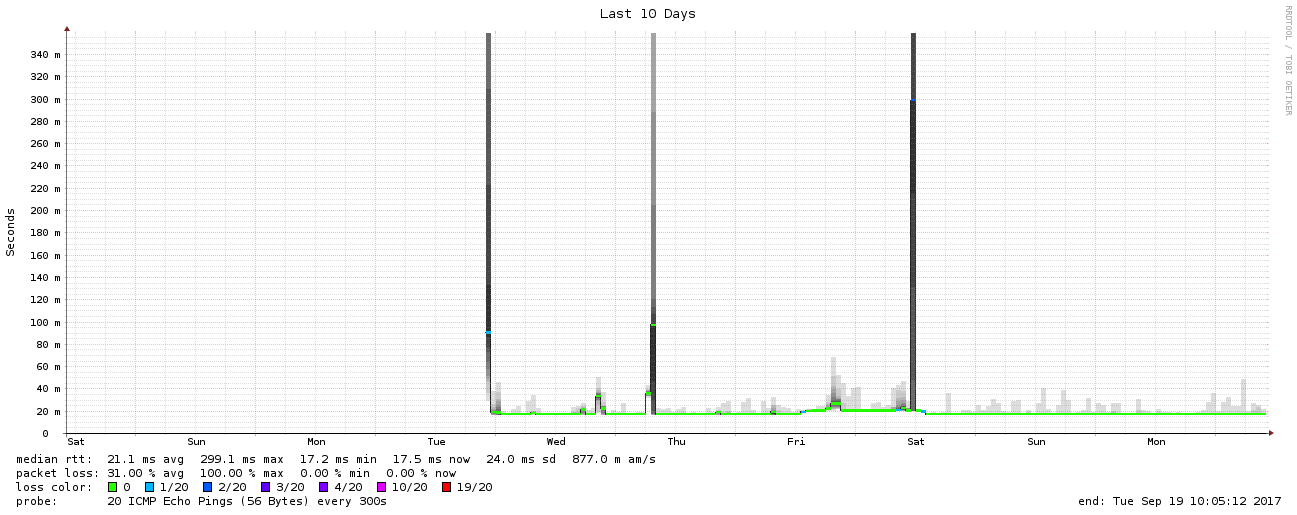 Last 10 Days
RRDTOOL / TOBI OETIKER
Seconds
340 m
320 m
300 m
280 m
260 m
240 m
220 m
200 m
180 m
160 m
140 m
120 m
100 m
80 m
60 m
40 m
20 m
0
Sat Sun Mon Tue Wed Thu Fri Sat Sun Mon
median rtt: 21.1 ms avg 299.1 ms max 17.2 ms min 17.5 ms now 24.0 ms sd 877.0 m am/s
packet loss: 31.00 % avg 100.00 % max 0.00 % min 0.00 % now
loss color: 0 1/20 2/20 3/20 4/20 10/20 19/20
probe: 20 ICMP Echo Pings (56 Bytes) every 300s end: Tue Sep 19 10:05:12 2017